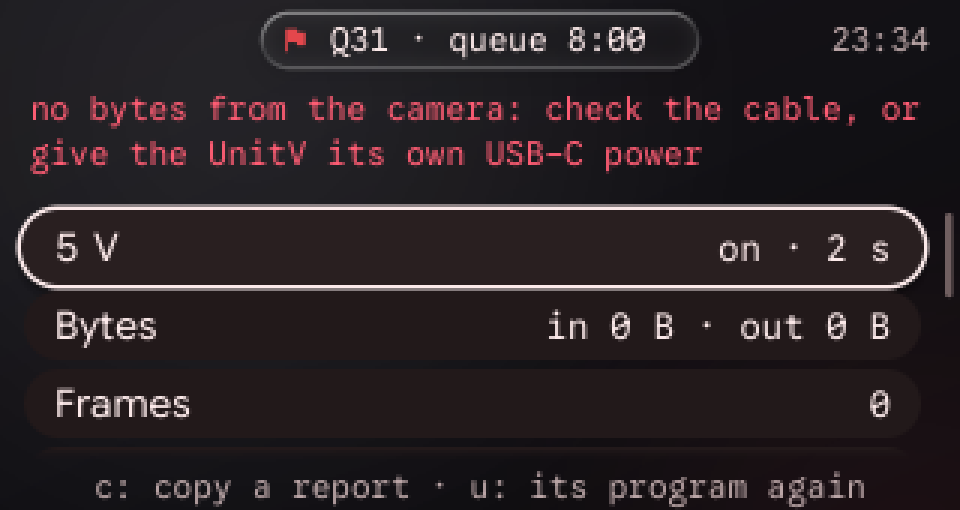 Q31 · queue 8:00
23:34
no bytes from the camera: check the cable, or
give the UnitV its own USB-C power
5 V on · 2 s
Bytes in 0 B · out 0 B
Frames 0
c: copy a report · u: its program again